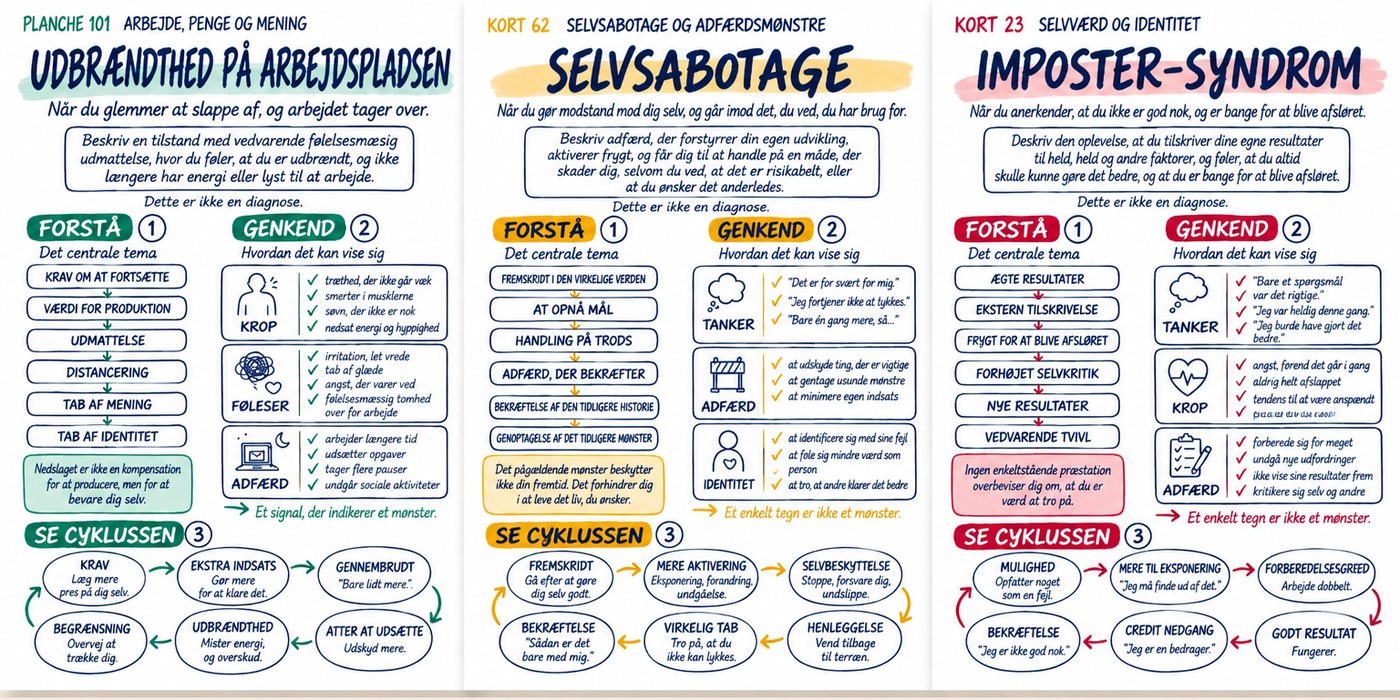 PLANCHE 101 ARBEJDE, PENGE OG MENING
UDBRÆNDTHED PÅ ARBEJDSPLADSEN
Når du glemmer at slappe af, og arbejdet tager over.
Beskriv en tilstand med vedvarende følelsesmæsig
udmattelse, hvor du føler, at du er udbrændt, og ikke
længere har energi eller lyst til at arbejde.
Dette er ikke en diagnose.
FORSTÅ 1
Det centrale tema
KRAV OM AT FORTSÆTTE
VÆRDI FOR PRODUKTION
UDMATTELSE
DISTANCERING
TAB AF MENING
TAB AF IDENTITET
Nedslaget er ikke en kompensation
for at producere, men for at
bevare dig selv.
GENKEND 2
Hvordan det kan vise sig
KROP
træthed, der ikke går væk
smerter i musklerne
søvn, der ikke er nok
nedsat energi og hyppighed
FØLESER
irritation, let vrede
tab af glæde
angst, der varer ved
følelsesmæssig tomhed
over for arbejde
ADFÆRD
arbejder længere tid
udsætter opgaver
tager flere pauser
undgår sociale aktiviteter
Et signal, der indikerer et mønster.
SE CYKLUSSEN 3
KRAV
Læg mere
pres på dig selv.
EKSTRA INDSATS
Gør mere
for at klare det.
GENNEMBRUDT
"Bare lidt mere.".
ATTER AT UDSÆTTE
Udskyd mere.
UDBRÆNDTHED
Mister energi,
og overskud.
BEGRÆNSNING
Overvej at
trække dig.
KORT 62 SELVSABOTAGE OG ADFÆRDSMØNSTRE
SELVSABOTAGE
Når du gør modstand mod dig selv, og går imod det, du ved, du har brug for.
Beskriv adfærd, der forstyrrer din egen udvikling,
aktiverer frygt, og får dig til at handle på en måde, der
skader dig, selvom du ved, at det er risikabelt, eller
at du ønsker det anderledes.
Dette er ikke en diagnose.
FORSTÅ 1
Det centrale tema
FREMSKRIDT I DEN VIRKELIGE VERDEN
AT OPNÅ MÅL
HANDLING PÅ TRODS
ADFÆRD, DER BEKRÆFTER
BEKRÆFTELSE AF DEN TIDLIGERE HISTORIE
GENOPTAGELSE AF DET TIDLIGERE MØNSTER
Det pågældende mønster beskytter
ikke din fremtid. Det forhindrer dig
i at leve det liv, du ønsker.
GENKEND 2
Hvordan det kan vise sig
TANKER
"Det er for svært for mig."
"Jeg fortjener ikke at tykkes."
"Bare én gang mere, så..."
ADFÆRD
at udskyde ting, der er vigtige
at gentage usunde mønstre
at minimere egen indsats
IDENTITET
at identificere sig med sine fejl
at føle sig mindre værd som
person
at tro, at andre klarer det bedre
Et enkelt tegn er ikke et mønster.
SE CYKLUSSEN 3
FREMSKRIDT
Gå efter at gøre
dig selv godt.
MERE AKTIVERING
Eksponering, forandring,
undgåelse.
SELVBESKYTTELSE
Stoppe, forsvare dig,
undslippe.
HENLEGGELSE
Vend tilbage
til terræn.
VIRKELIG TAB
Tro på, at du
ikke kan lykkes.
BEKRÆFTELSE
"Sådan er det
bare med mig."
KORT 23 SELVVÆRD OG IDENTITET
IMPOSTER-SYNDROM
Når du anerkender, at du ikke er god nok, og er bange for at blive afsløret.
Deskriv den oplevelse, at du tilskriver dine egne resultater
til held, held og andre faktorer, og føler, at du altid
skulle kunne gøre det bedre, og at du er bange for at blive afsløret.
Dette er ikke en diagnose.
FORSTÅ 1
Det centrale tema
ÆGTE RESULTATER
EKSTERN TILSKRIVELSE
FRYGT FOR AT BLIVE AFSLØRET
FORHØJET SELVKRITIK
NYE RESULTATER
VEDVARENDE TVIVL
Ingen enkeltstående præstation
overbeviser dig om, at du er
værd at tro på.
GENKEND 2
Hvordan det kan vise sig
TANKER
"Bare et spørgsmål
var det rigtige."
"Jeg var heldig denne gang."
"Jeg burde have gjort det
bedre."
KROP
angst, førend det går i gang
aldrig helt afslappet
tendens til at være anspændt
ADFÆRD
forberede sig for meget
undgå nye udfordringer
ikke vise sine resultater frem
kritikere sig selv og andre
Et enkelt tegn er ikke et mønster.
SE CYKLUSSEN 3
MULIGHED
Opfatter noget
som en fejl.
MERE TIL EKSPONERING
"Jeg må finde ud af det."
FORBEREDELSESGREED
Arbejde dobbelt.
GODT RESULTAT
Fungerer.
CREDIT NEDGANG
"Jeg er en bedrager."
BEKRÆFTELSE
"Jeg er ikke god nok."